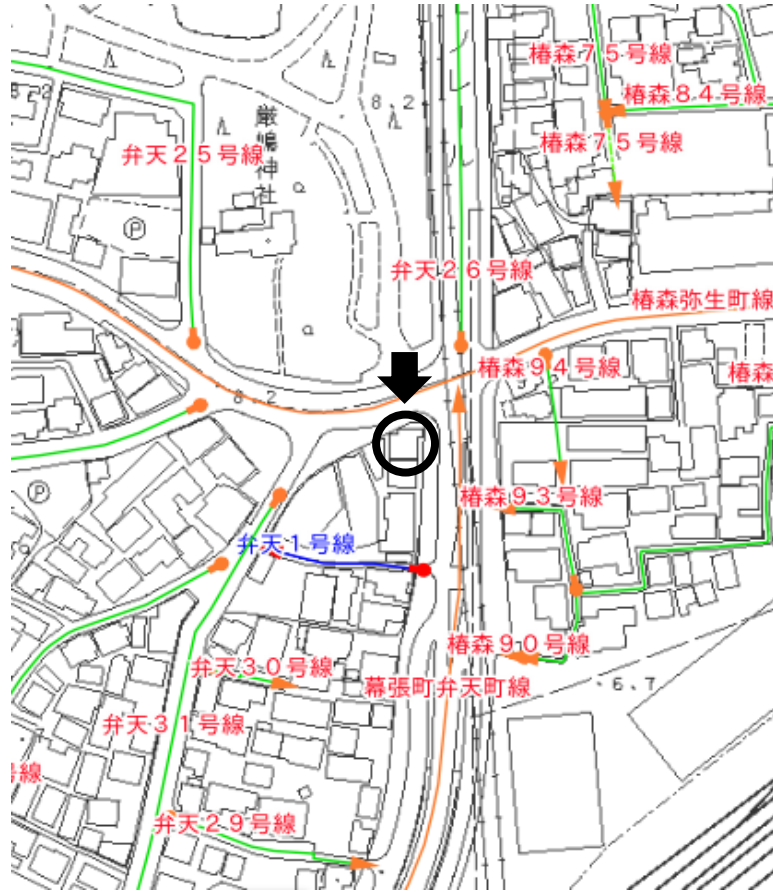 椿森７５号線
８．２
８．２
椿森８４号線
厳嶋神社
椿森７５号線
弁天２５号線
Ⓟ
弁天２６号線
椿森弥生町線
椿森９４号線
椿森
８．２
Ⓟ
椿森９３号線
弁天１号線
椿森９０号線
弁天３０号線
幕張町弁天町線
６．７
弁天３１号線
号線
弁天２９号線